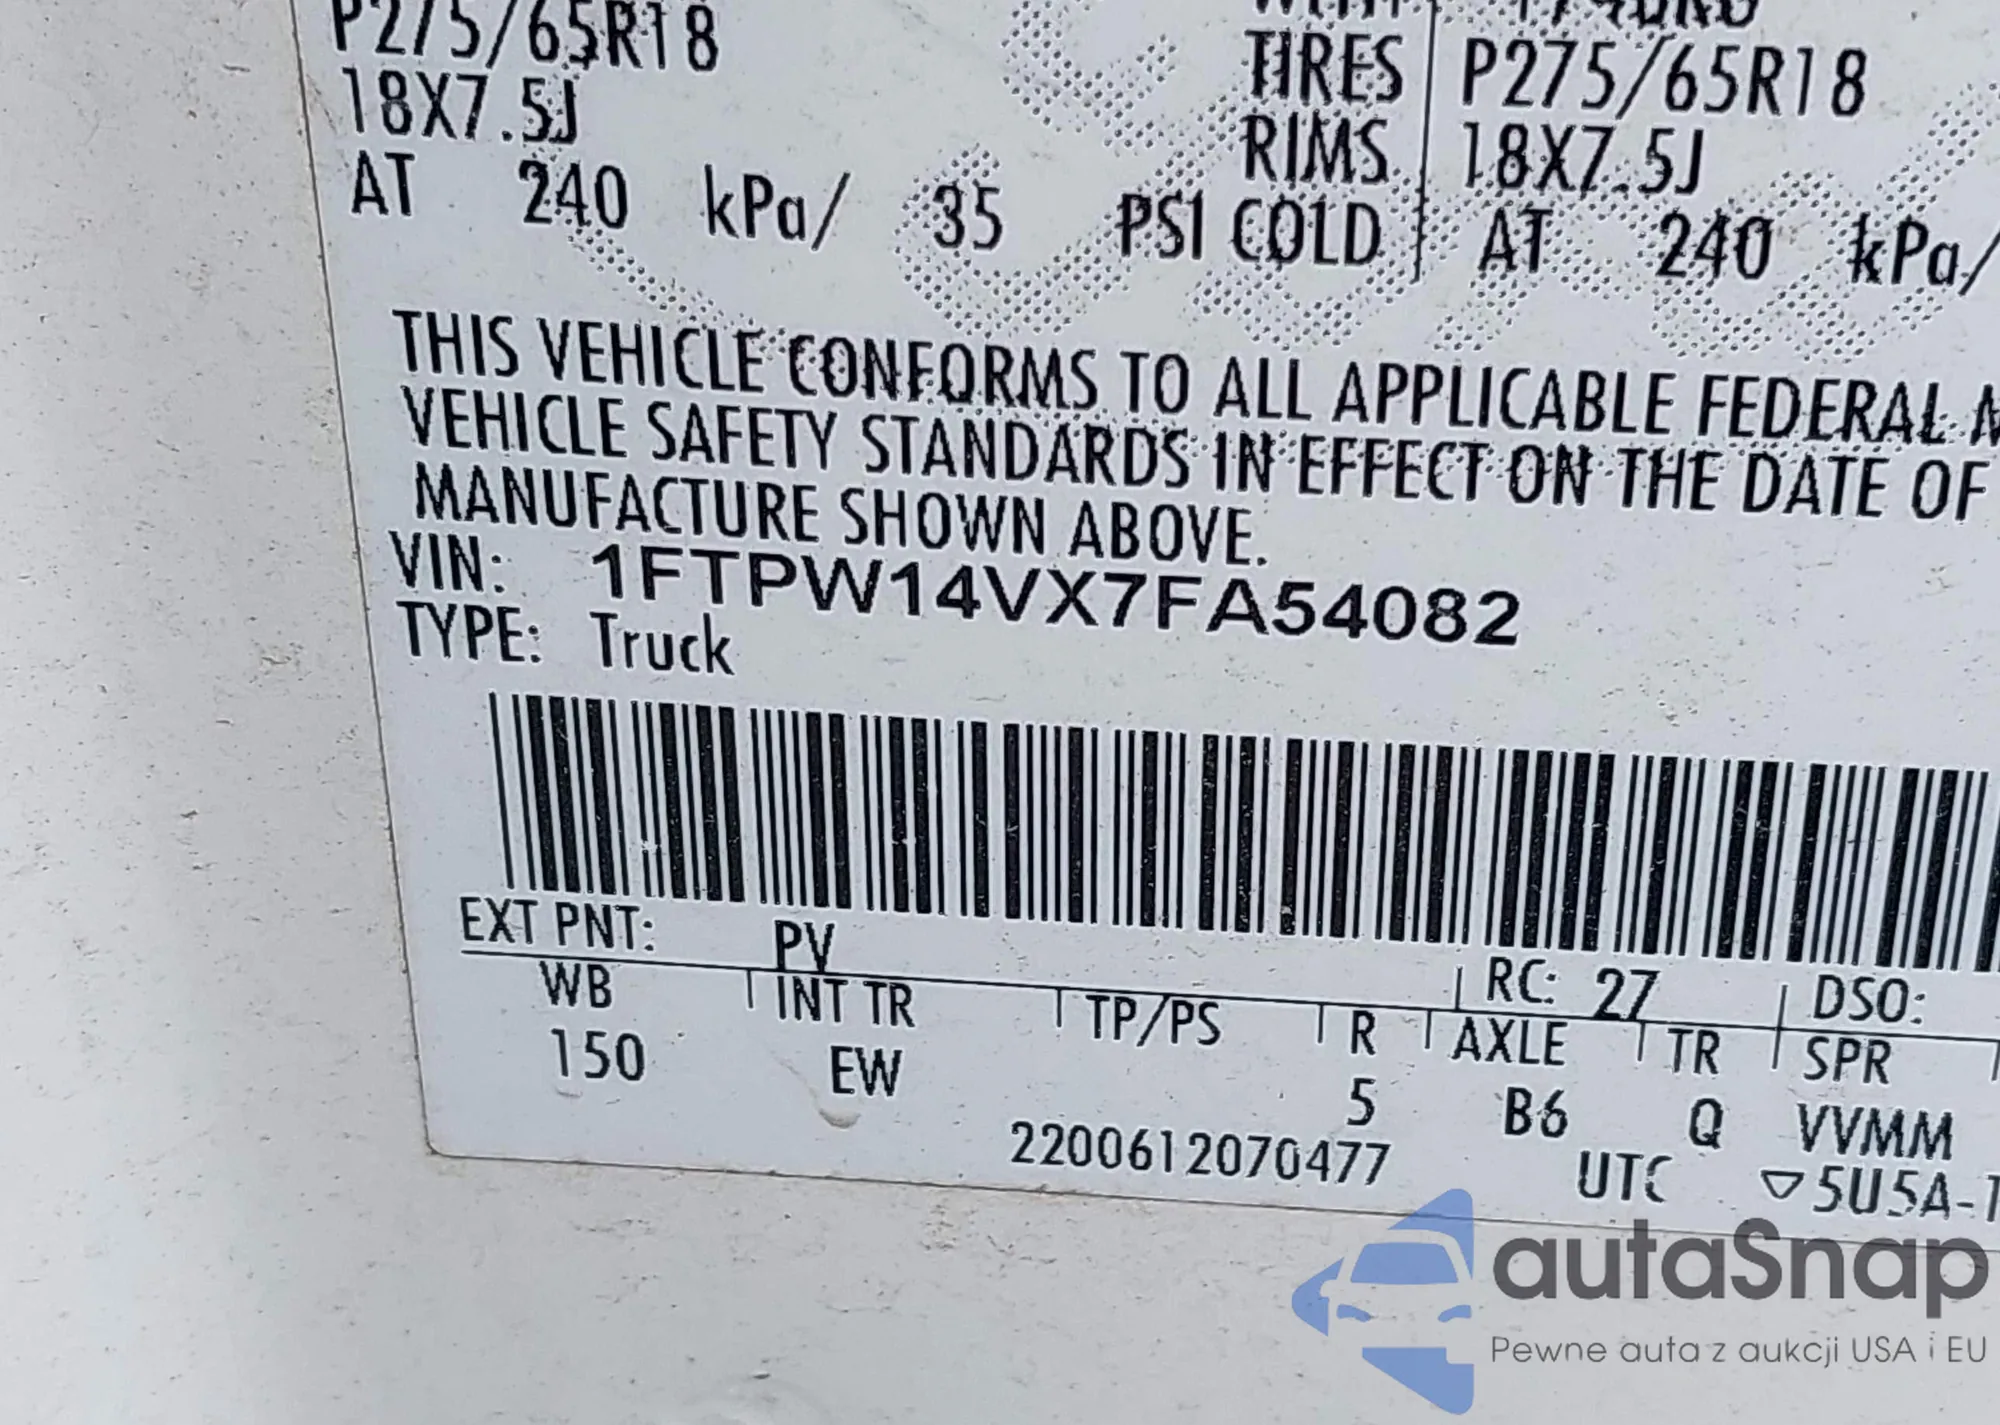 P275/65R18
18X7.5J
AT 240 kPa/ 35 PSI COLD
TIRES P275/65R18
RIMS 18X7.5J
AT 240 kPa/
THIS VEHICLE CONFORMS TO ALL APPLICABLE FEDERAL
VEHICLE SAFETY STANDARDS IN EFFECT ON THE DATE OF
MANUFACTURE SHOWN ABOVE.
VIN: 1FTPW14VX7FA54082
TYPE: Truck
EXT PNT: PV RC: 27 DSO:
WB INT TR TP/PS R AXLE TR SPR
150 EW 5 B6 Q VVMM
2200612070477 UTC ▽5U5A-1
autaSnap
Pewne auta z aukcji USA i EU